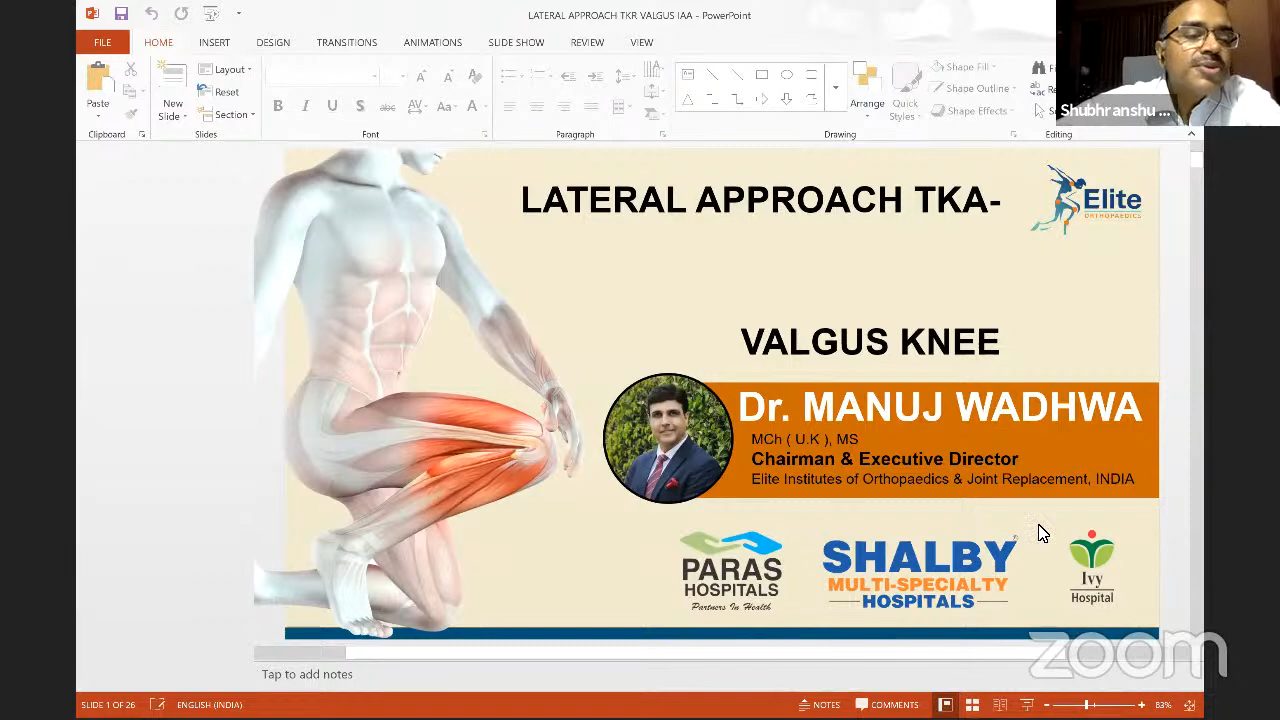 LATERAL APPROACH TKR VALGUS IAA - PowerPoint
FILE HOME INSERT DESIGN TRANSITIONS ANIMATIONS SLIDE SHOW REVIEW VIEW
Paste
New Slide
Layout
Reset
Section
B I U S abc AV Aa A
Arrange
Quick Styles
Shape Fill
Shape Outline
Shape Effects
Clipboard Slides Font Paragraph Drawing Editing
Shubhranshu ...
LATERAL APPROACH TKA-
Elite
ORTHOPAEDICS
VALGUS KNEE
Dr. MANUJ WADHWA
MCh ( U.K ), MS
Chairman & Executive Director
Elite Institutes of Orthopaedics & Joint Replacement, INDIA
PARAS
HOSPITALS
Partners In Health
SHALBY
MULTI-SPECIALTY
HOSPITALS
Ivy
Hospital
zoom
Tap to add notes
SLIDE 1 OF 26 ENGLISH (INDIA) NOTES COMMENTS 83%